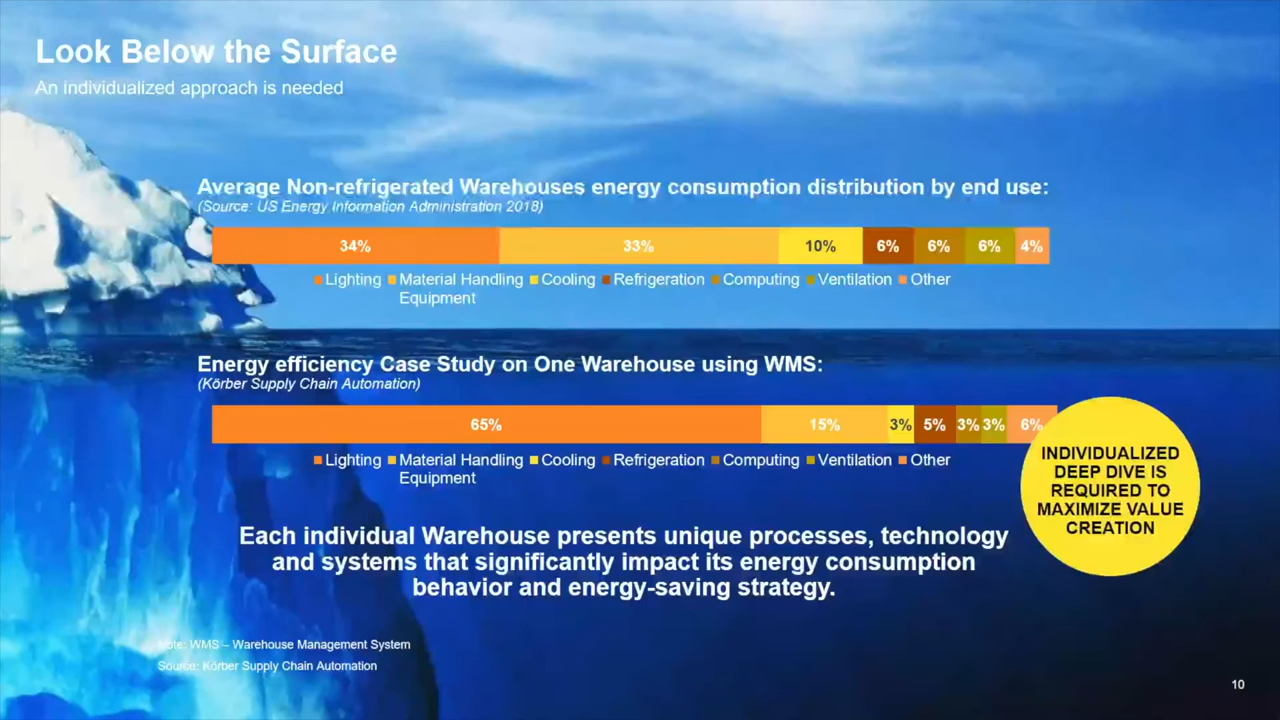 Look Below the Surface
An individualized approach is needed
Average Non-refrigerated Warehouses energy consumption distribution by end use:
(Source: US Energy Information Administration 2018)
34% 33% 10% 6% 6% 6% 4%
Lighting Material Handling Equipment Cooling Refrigeration Computing Ventilation Other
Energy efficiency Case Study on One Warehouse using WMS:
(Körber Supply Chain Automation)
65% 15% 3% 5% 3% 3% 6%
Lighting Material Handling Equipment Cooling Refrigeration Computing Ventilation Other
INDIVIDUALIZED
DEEP DIVE IS
REQUIRED TO
MAXIMIZE VALUE
CREATION
Each individual Warehouse presents unique processes, technology
and systems that significantly impact its energy consumption
behavior and energy-saving strategy.
Note: WMS – Warehouse Management System
Source: Körber Supply Chain Automation
10